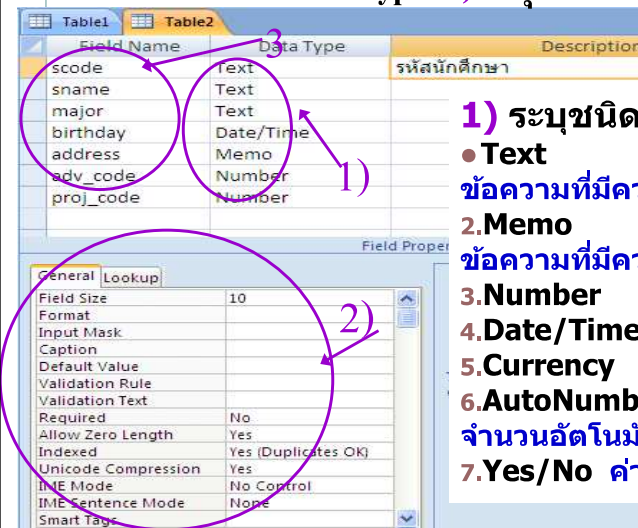 Table1 Table2
Field Name Data Type Description
scode Text รหัสนักศึกษา
sname Text
major Text
birthday Date/Time
address Memo
adv_code Number
proj_code Number
3
1)
Field Proper
General Lookup
Field Size 10
Format
Input Mask
Caption
Default Value
Validation Rule
Validation Text
Required No
Allow Zero Length Yes
Indexed Yes (Duplicates OK)
Unicode Compression Yes
IME Mode No Control
IME Sentence Mode None
Smart Tags
2)
1) ระบุชนิด
Text
ข้อความที่มีคว
2.Memo
ข้อความที่มีคว
3.Number
4.Date/Time
5.Currency
6.AutoNumb
จำนวนอัตโนมั
7.Yes/No ค่า